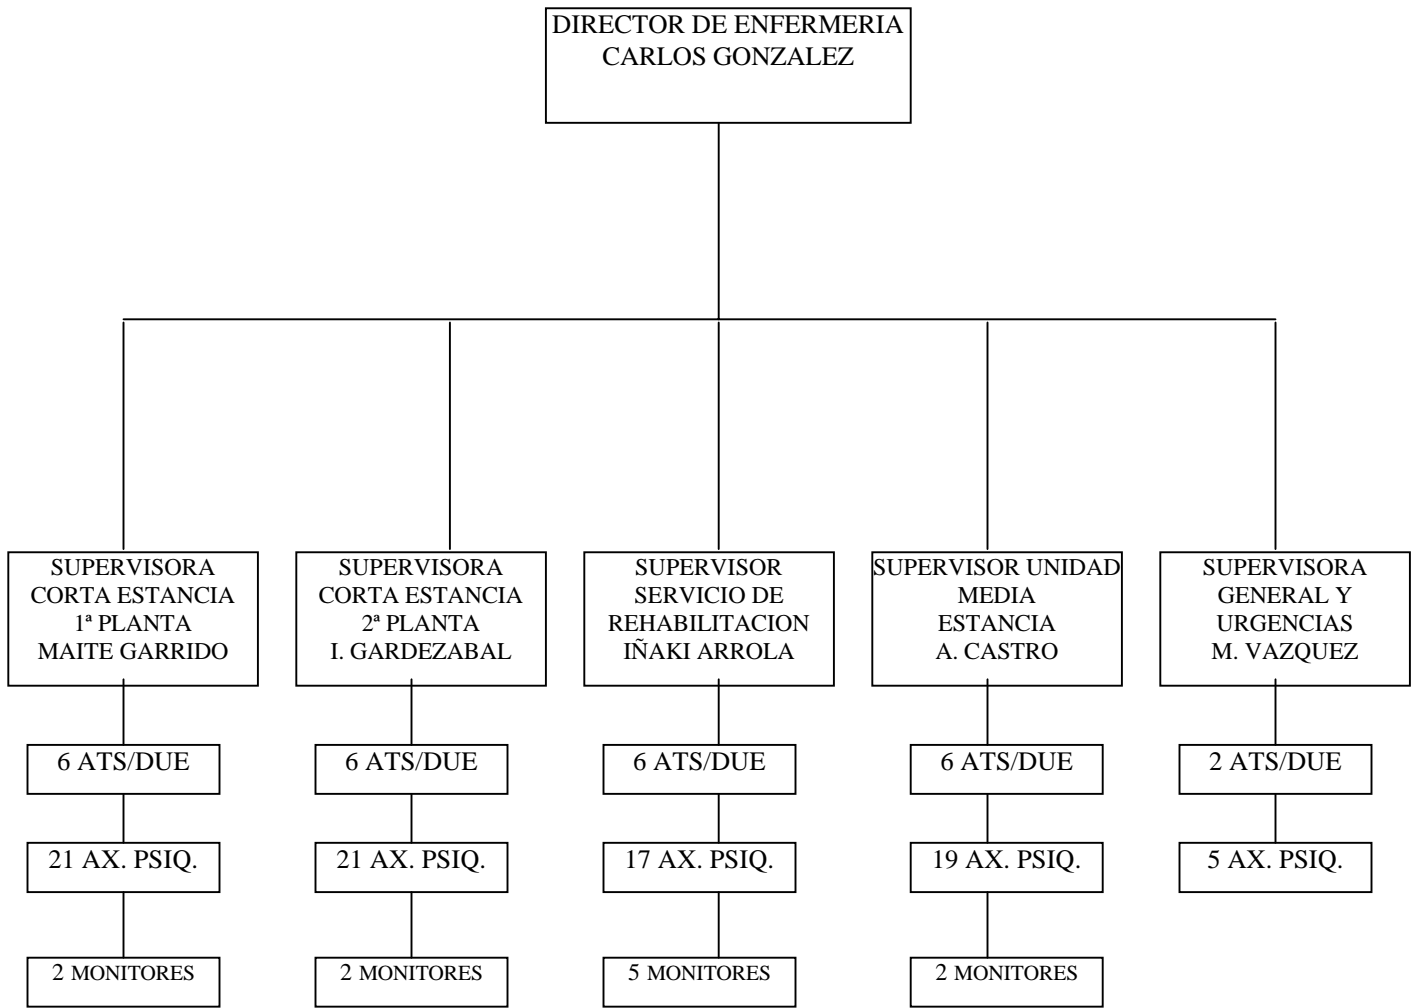 DIRECTOR DE ENFERMERIA
CARLOS GONZALEZ
SUPERVISORA
CORTA ESTANCIA
1ª PLANTA
MAITE GARRIDO
SUPERVISORA
CORTA ESTANCIA
2ª PLANTA
I. GARDEZABAL
SUPERVISOR
SERVICIO DE
REHABILITACION
IÑAKI ARROLA
SUPERVISOR UNIDAD
MEDIA
ESTANCIA
A. CASTRO
SUPERVISORA
GENERAL Y
URGENCIAS
M. VAZQUEZ
6 ATS/DUE
6 ATS/DUE
6 ATS/DUE
6 ATS/DUE
2 ATS/DUE
21 AX. PSIQ.
21 AX. PSIQ.
17 AX. PSIQ.
19 AX. PSIQ.
5 AX. PSIQ.
2 MONITORES
2 MONITORES
5 MONITORES
2 MONITORES